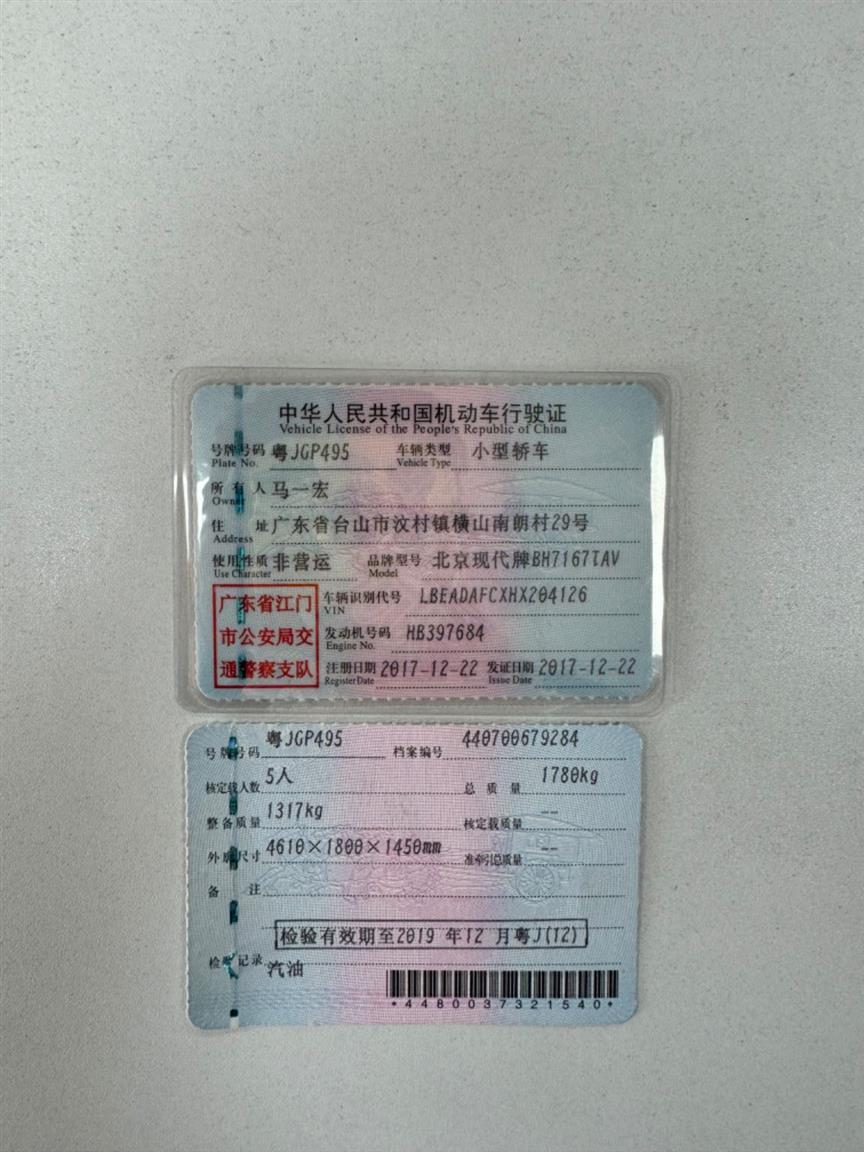 中华人民共和国机动车行驶证
Vehicle License of the People's Republic of China
号牌号码 Plate No. 粤JGP495 车辆类型 Vehicle Type 小型轿车
所有人 Owner 马一宏
住址 Address 广东省台山市汶村镇横山南朗村29号
使用性质 Use Character 非营运 品牌型号 Model 北京现代牌BH7167TAV
广东省江门市公安局交通警察支队
车辆识别代号 VIN LBEADAFCXHX204126
发动机号码 Engine No. HB397684
注册日期 Register Date 2017-12-22 发证日期 Issue Date 2017-12-22
号牌号码 粤JGP495 档案编号 440700679284
核定载人数 5人 总质量 1780kg
整备质量 1317kg 核定载质量 --
外廓尺寸 4610×1800×1450mm 准牵引总质量 --
备注
检验有效期至2019 年12 月粤J(12)
检验记录 汽油
*4480037321540*